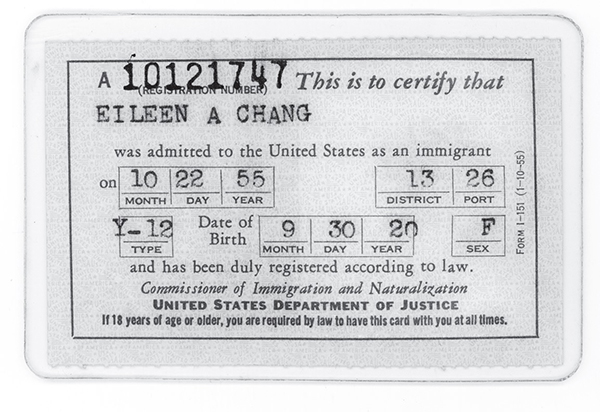 A 10121747 This is to certify that
(REGISTRATION NUMBER)
EILEEN A CHANG
was admitted to the United States as an immigrant
on 10 22 55 13 26
MONTH DAY YEAR DISTRICT PORT
Y-12 Date of Birth 9 30 20 F
TYPE MONTH DAY YEAR SEX
and has been duly registered according to law.
Commissioner of Immigration and Naturalization
UNITED STATES DEPARTMENT OF JUSTICE
If 18 years of age or older, you are required by law to have this card with you at all times.
FORM I-151 (1-10-55)